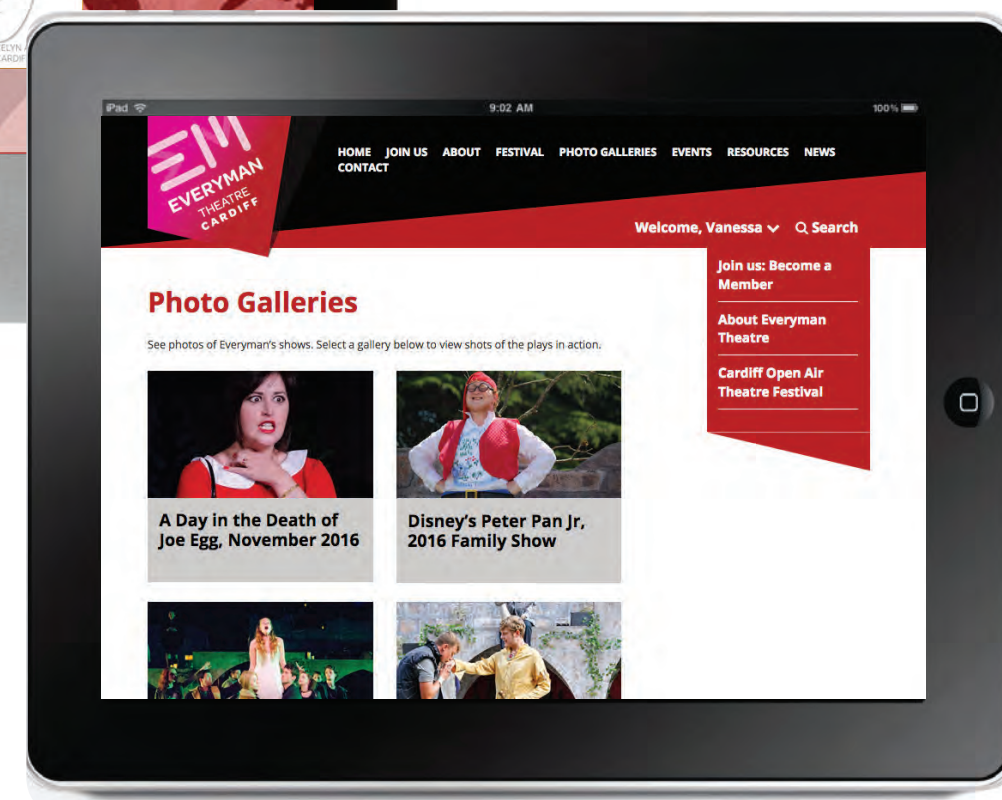 iPad
9:02 AM
100%
EM
EVERYMAN
THEATRE
CARDIFF
HOME JOIN US ABOUT FESTIVAL PHOTO GALLERIES EVENTS RESOURCES NEWS
CONTACT
Welcome, Vanessa
Search
Join us: Become a
Member
About Everyman
Theatre
Cardiff Open Air
Theatre Festival
Photo Galleries
See photos of Everyman's shows. Select a gallery below to view shots of the plays in action.
A Day in the Death of
Joe Egg, November 2016
Disney's Peter Pan Jr,
2016 Family Show